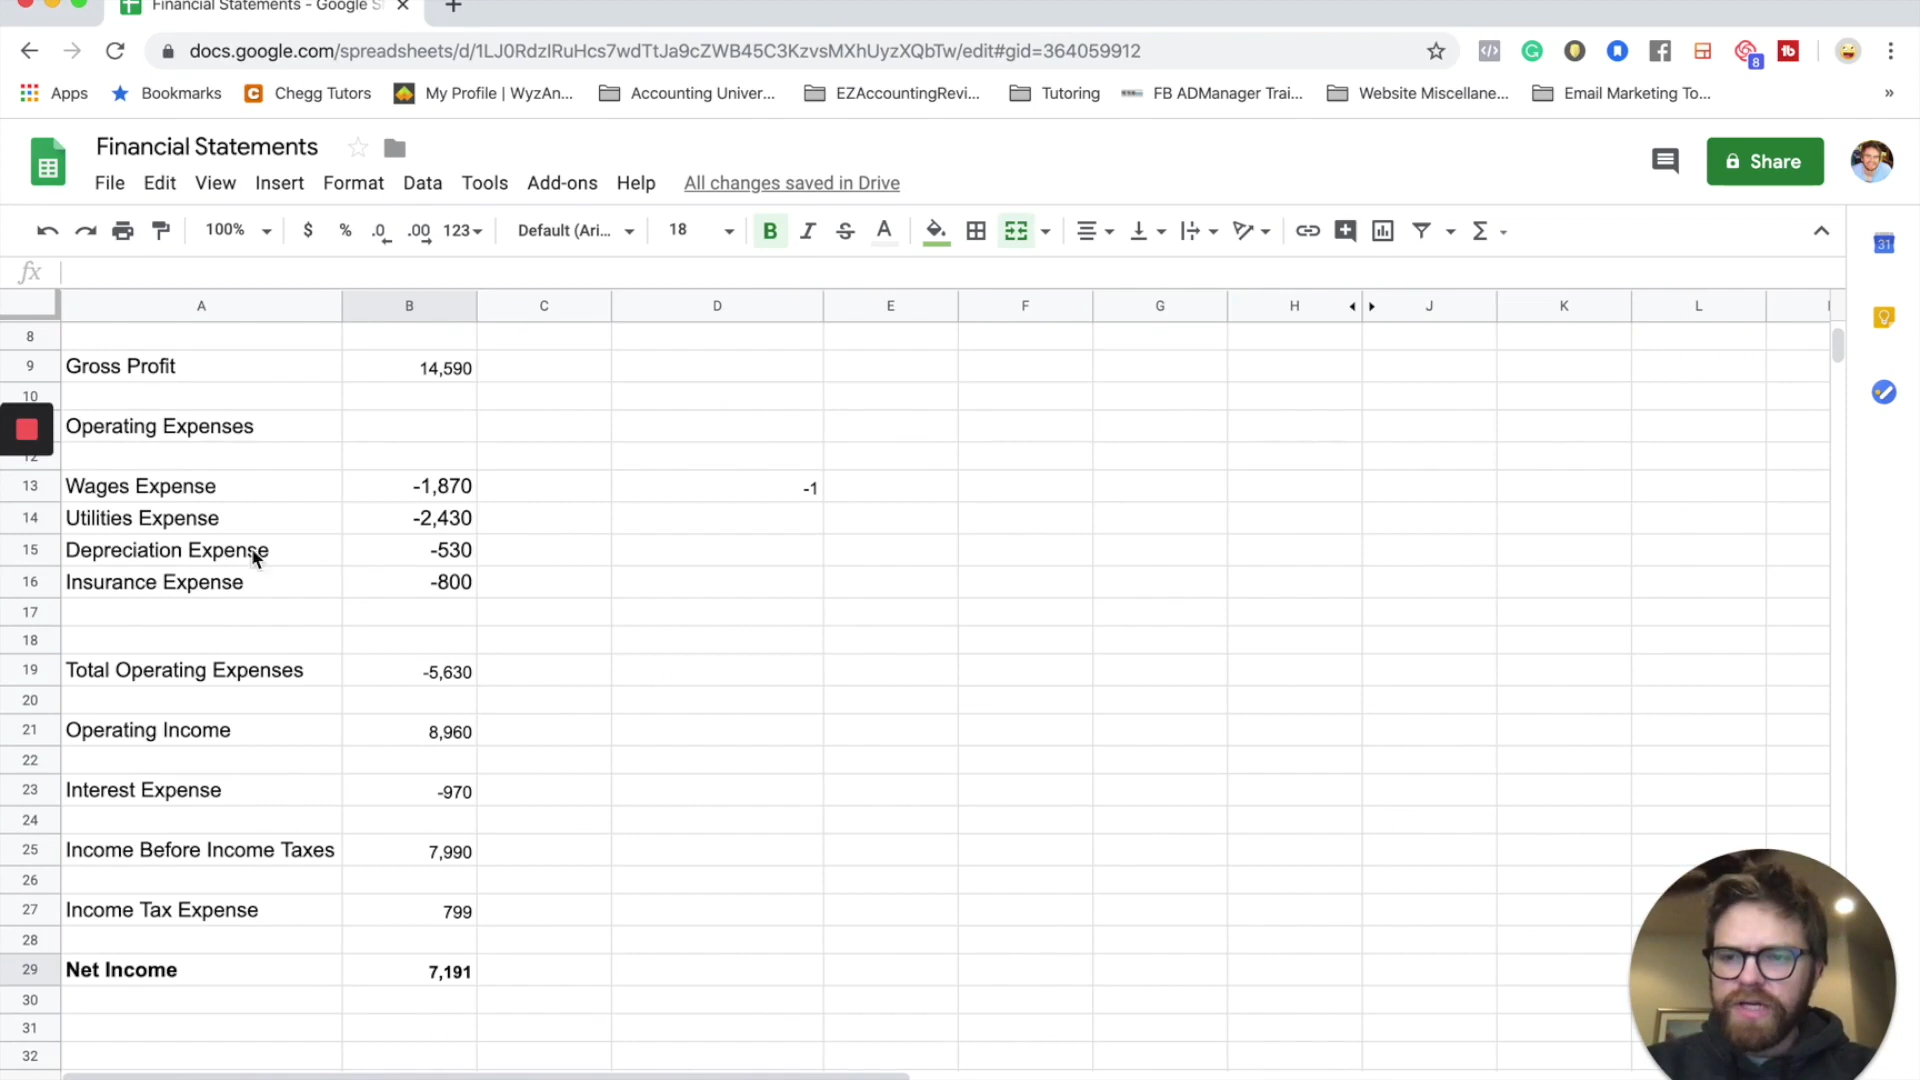 Financial Statements - Google S
docs.google.com/spreadsheets/d/1LJ0RdzlRuHcs7wdTtJa9cZWB45C3KzvsMXhUyzXQbTw/edit#gid=364059912
8
Apps Bookmarks Chegg Tutors My Profile | WyzAn... Accounting Univer... EZAccountingRevi... Tutoring FB ADManager Trai... Website Miscellane... Email Marketing To... »
Financial Statements
Share
File Edit View Insert Format Data Tools Add-ons Help All changes saved in Drive
100% $ % .0 .00 123 Default (Ari... 18 B I S A Σ
31
fx
A B C D E F G H J K L
8
9 Gross Profit 14,590
10
Operating Expenses
12
13 Wages Expense -1,870 -1
14 Utilities Expense -2,430
15 Depreciation Expense -530
16 Insurance Expense -800
17
18
19 Total Operating Expenses -5,630
20
21 Operating Income 8,960
22
23 Interest Expense -970
24
25 Income Before Income Taxes 7,990
26
27 Income Tax Expense 799
28
29 Net Income 7,191
30
31
32